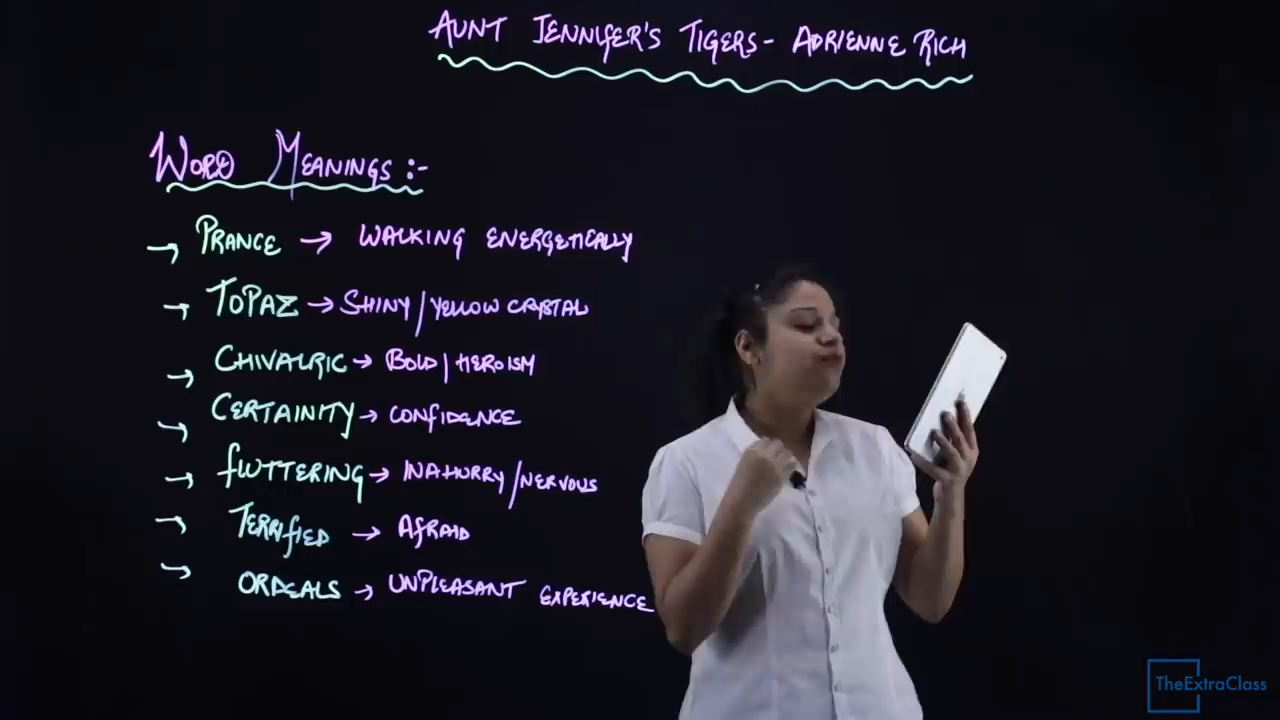 AUNT JENNIFER'S TIGERS - ADRIENNE RICH
WORD MEANINGS :-
→ PRANCE → WALKING ENERGETICALLY
→ TOPAZ → SHINY / YELLOW CRYSTAL
→ CHIVALRIC → BOLD / HEROISM
→ CERTAINITY → CONFIDENCE
→ FLUTTERING → IN A HURRY / NERVOUS
→ TERRIFIED → AFRAID
→ ORDEALS → UNPLEASANT EXPERIENCE
TheExtraClass